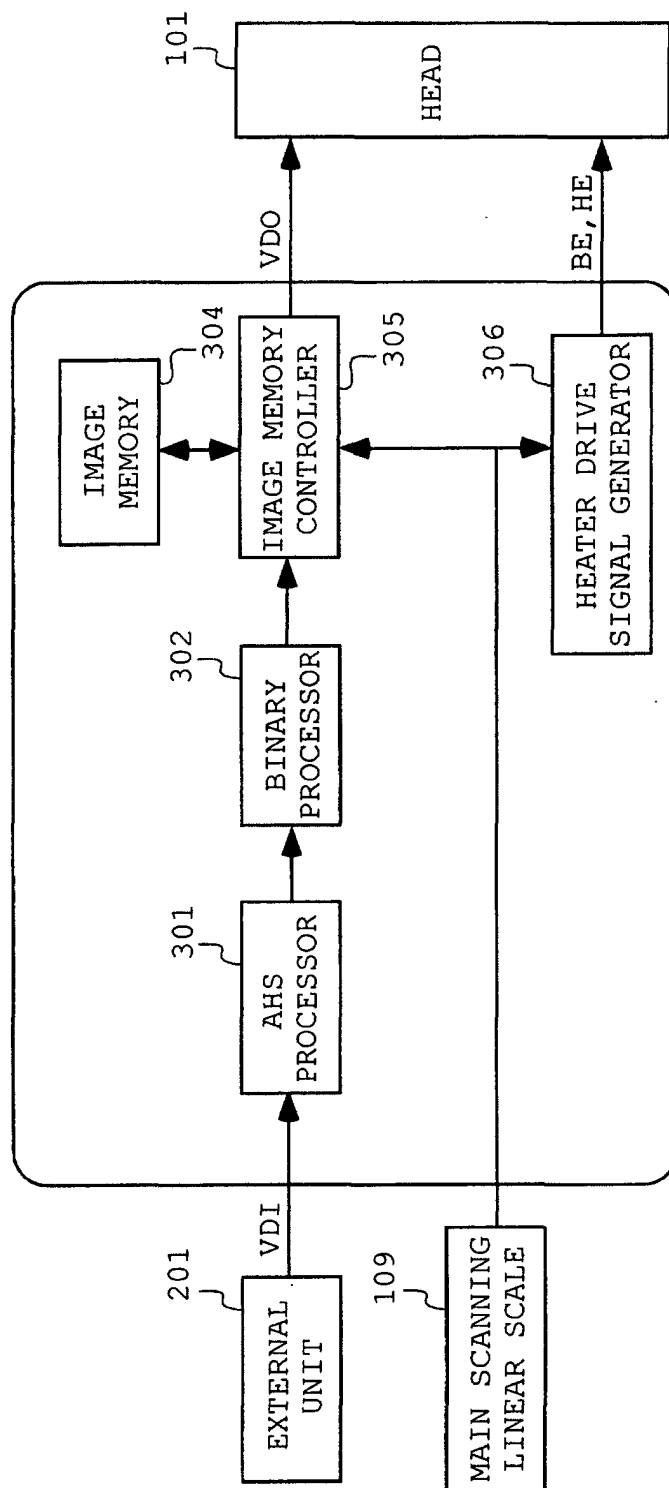 201
EXTERNAL
UNIT
VDI
109
MAIN SCANNING
LINEAR SCALE
301
AHS
PROCESSOR
302
BINARY
PROCESSOR
IMAGE
MEMORY
304
IMAGE MEMORY
CONTROLLER
305
306
HEATER DRIVE
SIGNAL GENERATOR
VDO
BE,HE
101
HEAD